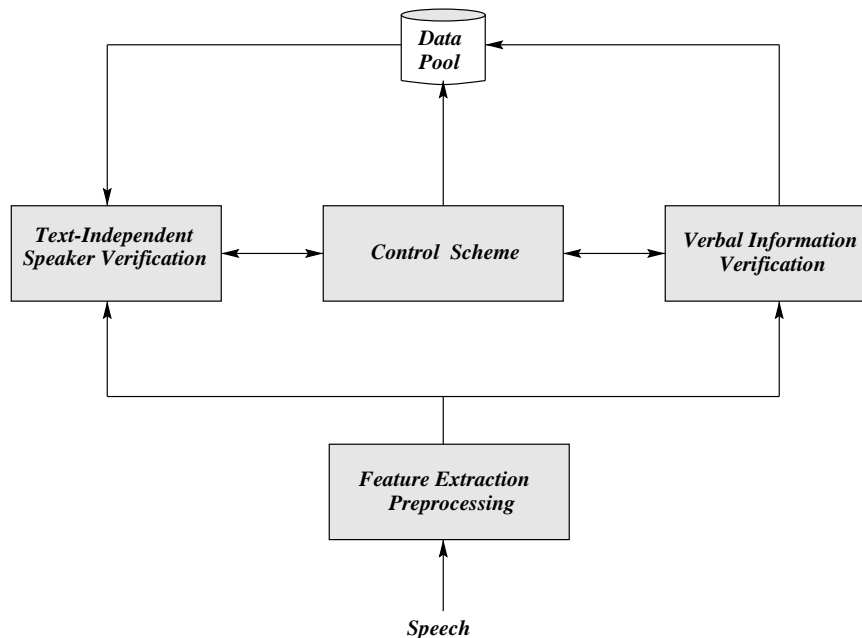 Data
Pool
Text-Independent
Speaker Verification
Control Scheme
Verbal Information
Verification
Feature Extraction
Preprocessing
Speech